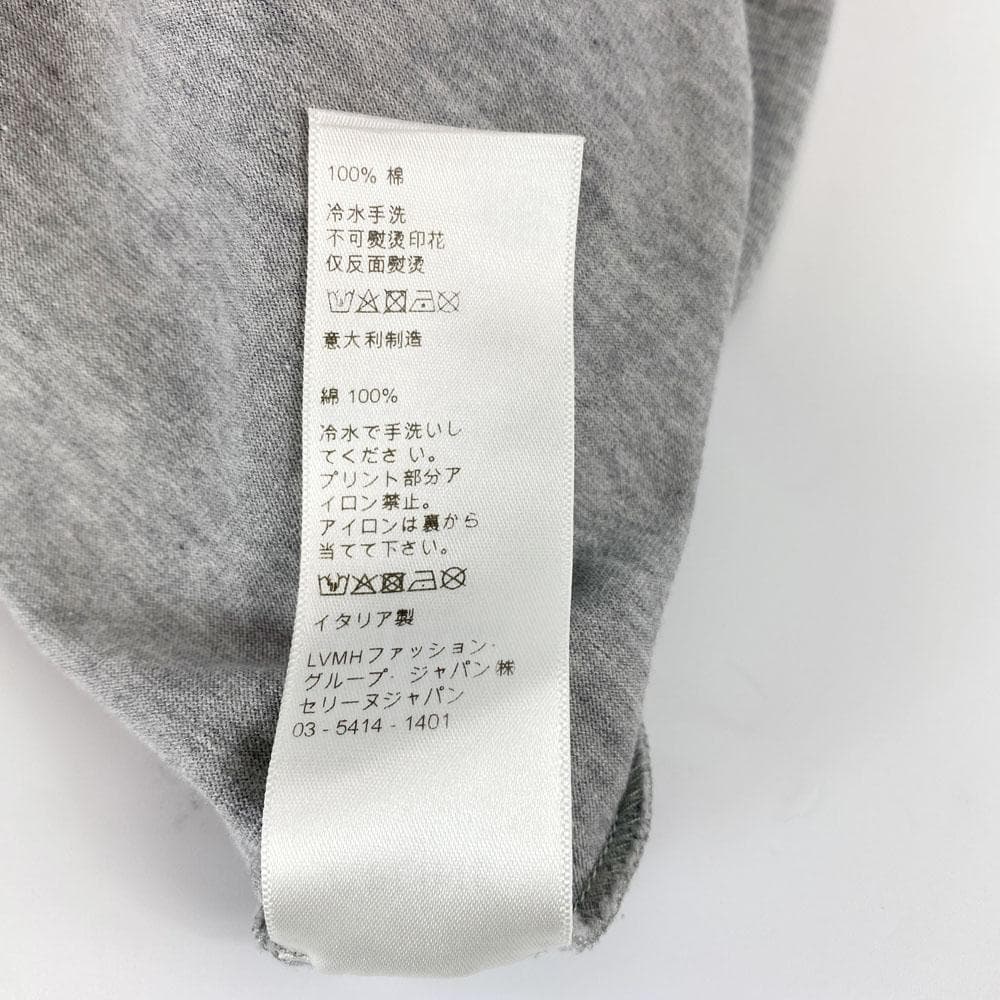 100% 棉
冷水手洗
不可熨烫印花
仅反面熨烫
意大利制造
綿 100%
冷水で手洗いし
てくださ い。
プリント部分ア
イロン禁止。
アイロンは裏から
当てて下さい。
イタリア製
LVMHファッション·
グループ· ジャパン㈱
セリーヌジャパン
03 - 5414 - 1401